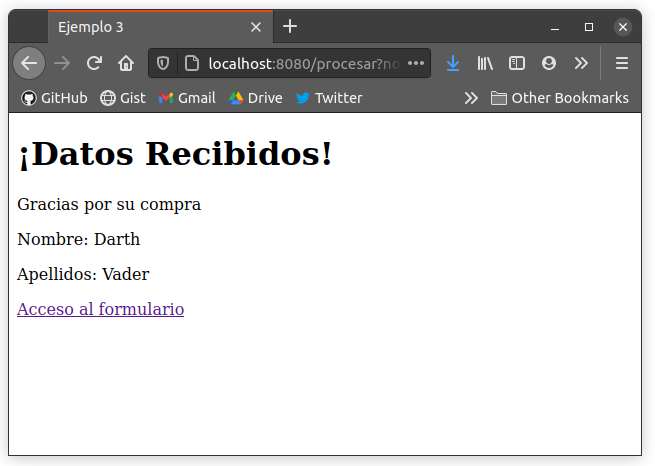 Ejemplo 3
localhost:8080/procesar?no
GitHub Gist Gmail Drive Twitter Other Bookmarks
¡Datos Recibidos!
Gracias por su compra
Nombre: Darth
Apellidos: Vader
Acceso al formulario